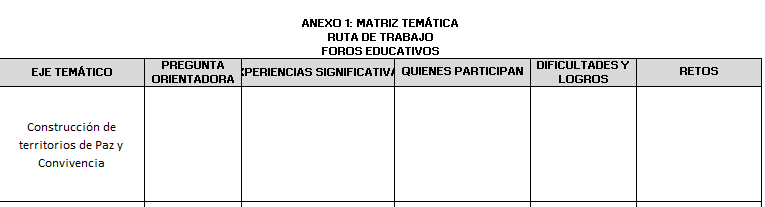 ANEXO 1: MATRIZ TEMÁTICA
RUTA DE TRABAJO
FOROS EDUCATIVOS
EJE TEMÁTICO
PREGUNTA
ORIENTADORA
XPERIENCIAS SIGNIFICATIVA
QUIENES PARTICIPAN
DIFICULTADES Y
LOGROS
RETOS
Construcción de
territorios de Paz y
Convivencia